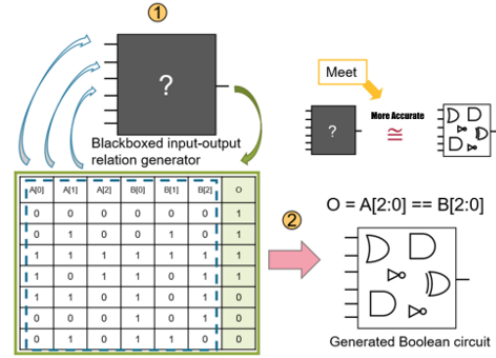 1
?
Blackboxed input-output
relation generator
A[0] A[1] A[2] B[0] B[1] B[2] O
0 0 0 0 0 0 1
0 1 0 0 1 0 1
1 1 1 1 1 1 1
1 0 1 1 0 1 1
1 1 0 1 0 1 0
0 0 0 0 0 1 0
0 1 0 1 1 0 0
Meet
?
More Accurate
≅
2
O = A[2:0] == B[2:0]
Generated Boolean circuit